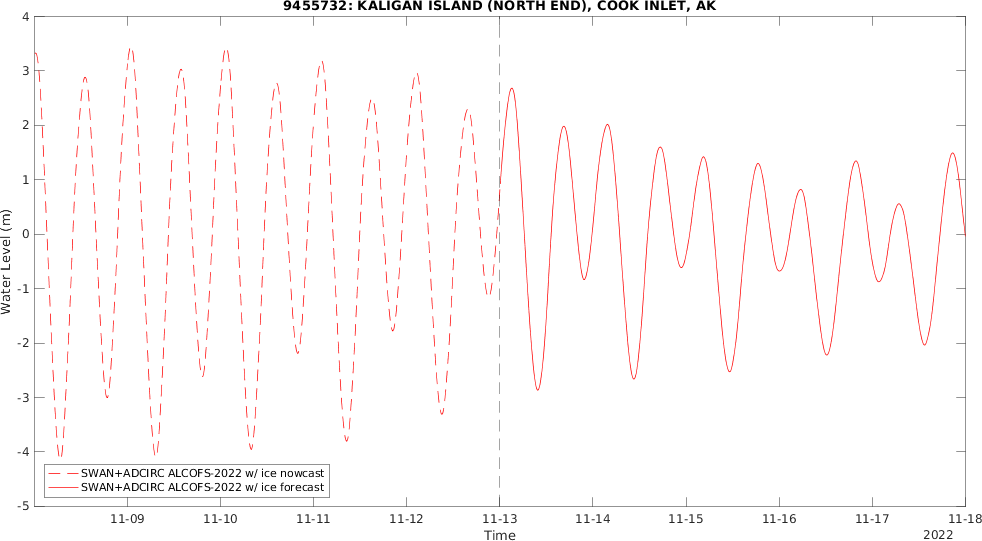 9455732: KALIGAN ISLAND (NORTH END), COOK INLET, AK
4
3
2
1
0
-1
-2
-3
-4
-5
Water Level (m)
SWAN+ADCIRC ALCOFS-2022 w/ ice nowcast
SWAN+ADCIRC ALCOFS-2022 w/ ice forecast
11-09 11-10 11-11 11-12 11-13 11-14 11-15 11-16 11-17 11-18
Time
2022